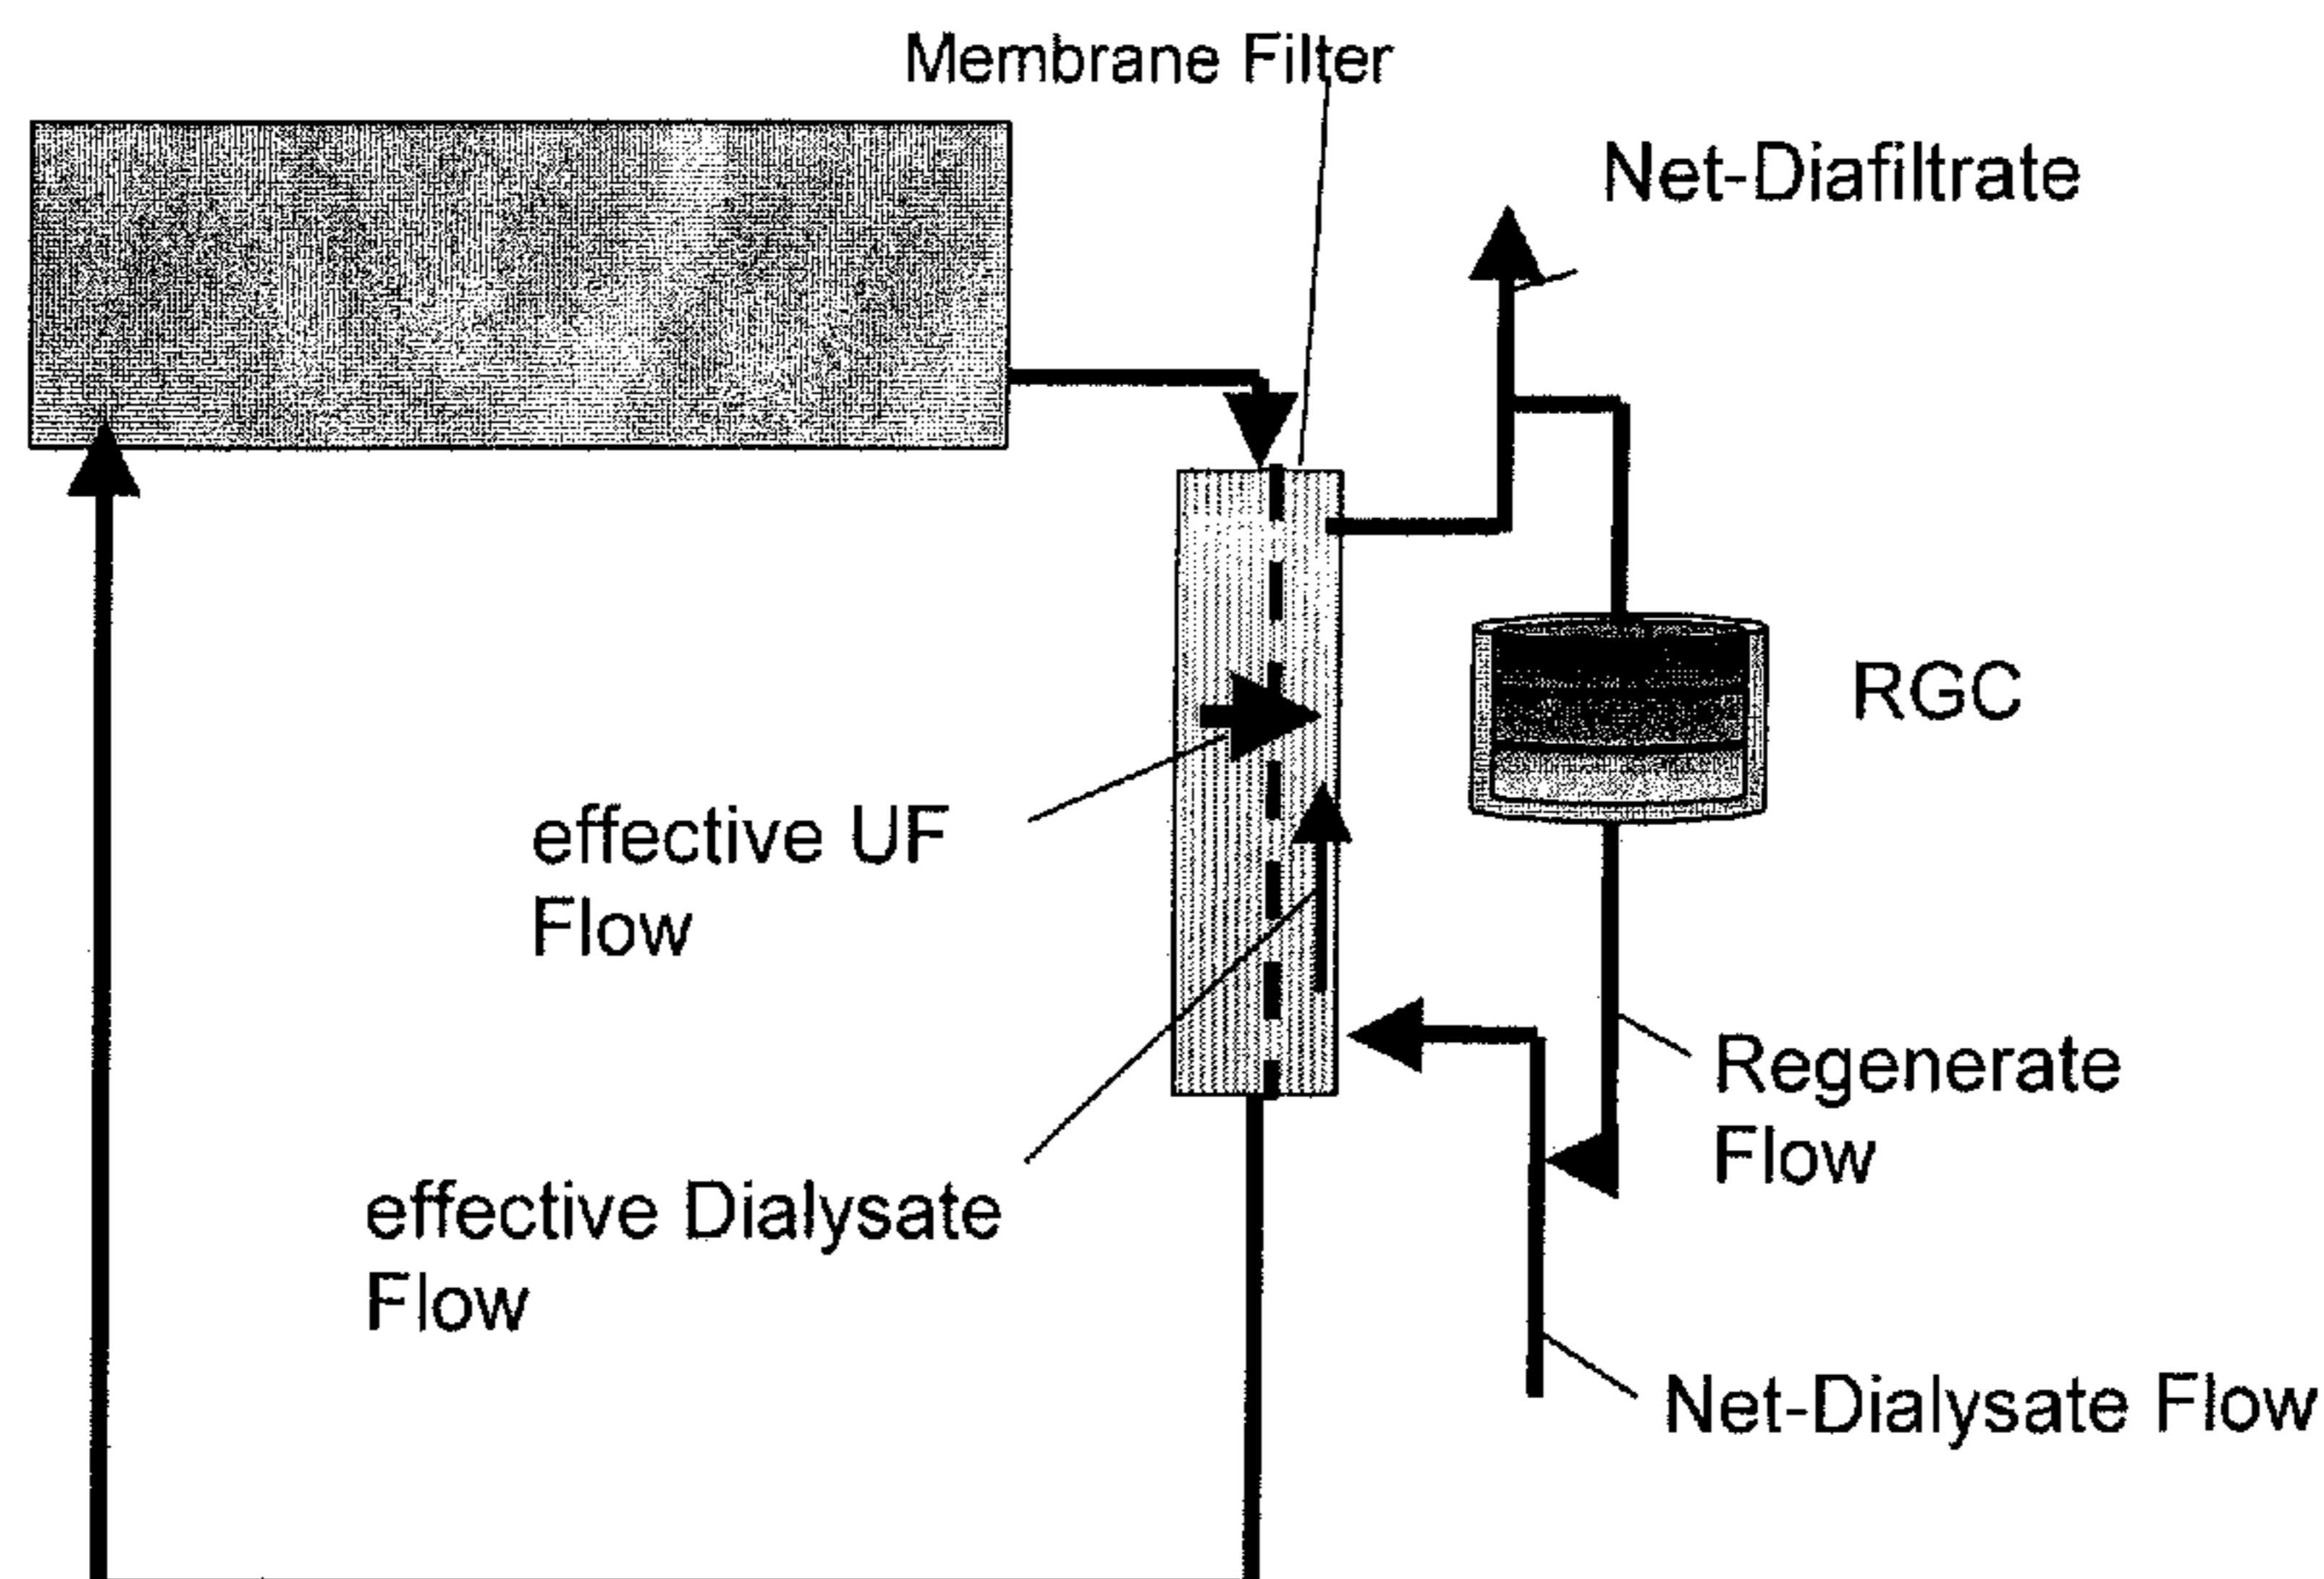 Membrane Filter
Net-Diafiltrate
RGC
effective UF
Flow
Regenerate
Flow
effective Dialysate
Flow
Net-Dialysate Flow